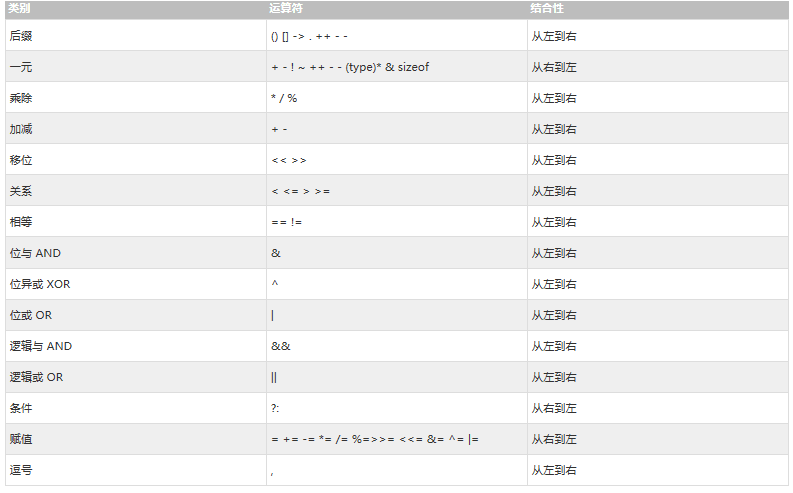 类别 运算符 结合性
后缀 () [] -> . ++ - - 从左到右
一元 + - ! ~ ++ - - (type)* & sizeof 从右到左
乘除 * / % 从左到右
加减 + - 从左到右
移位 << >> 从左到右
关系 < <= > >= 从左到右
相等 == != 从左到右
位与 AND & 从左到右
位异或 XOR ^ 从左到右
位或 OR | 从左到右
逻辑与 AND && 从左到右
逻辑或 OR || 从左到右
条件 ?: 从右到左
赋值 = += -= *= /= %=>>= <<= &= ^= |= 从右到左
逗号 , 从左到右